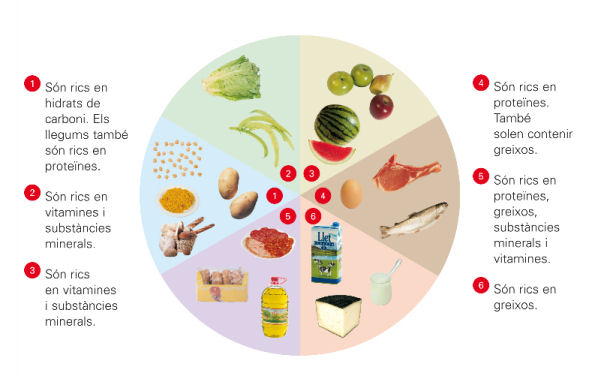 1 Són rics en
hidrats de
carboni. Els
llegums també
són rics en
proteïnes.
2 Són rics en
vitamines i
substàncies
minerals.
3 Són rics
en vitamines
i substàncies
minerals.
2 3
1 4
5 6
Llet
4 Són rics en
proteïnes.
També
solen contenir
greixos.
5 Són rics en
proteïnes,
greixos,
substàncies
minerals i
vitamines.
6 Són rics en
greixos.